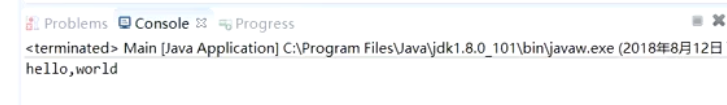 Problems Console Progress
<terminated> Main [Java Application] C:\Program Files\Java\jdk1.8.0_101\bin\javaw.exe (2018年8月12日
hello,world